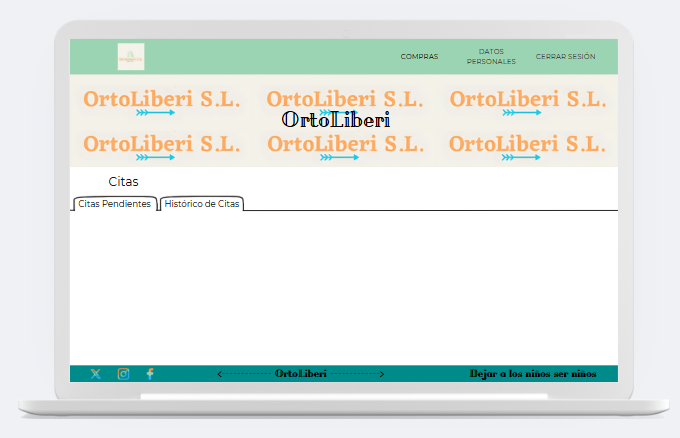 COMPRAS
DATOS
PERSONALES
CERRAR SESIÓN
OrtoLiberi S.L. OrtoLiberi S.L. OrtoLiberi S.L.
OrtoLiberi
OrtoLiberi S.L. OrtoLiberi S.L. OrtoLiberi S.L.
Citas
Citas Pendientes Histórico de Citas
OrtoLiberi Dejar a los niños ser niños